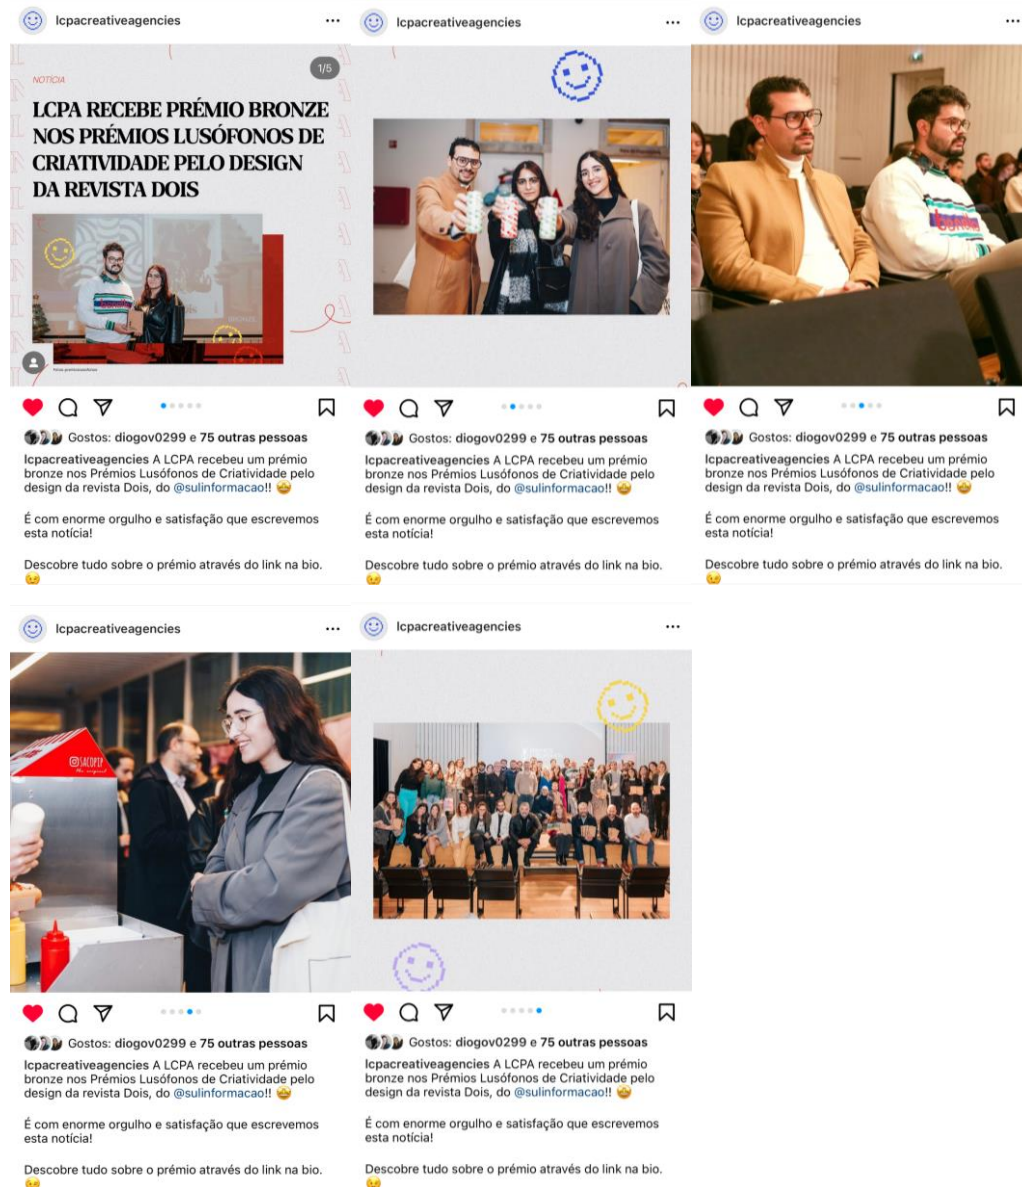 lcpacreativeagencies
1/5
NOTÍCIA
LCPA RECEBE PRÉMIO BRONZE
NOS PRÉMIOS LUSÓFONOS DE
CRIATIVIDADE PELO DESIGN
DA REVISTA DOIS
Gostos: diogov0299 e 75 outras pessoas
lcpacreativeagencies A LCPA recebeu um prémio
bronze nos Prémios Lusófonos de Criatividade pelo
design da revista Dois, do @sulinformacao!! 🤩
É com enorme orgulho e satisfação que escrevemos
esta notícia!
Descobre tudo sobre o prémio através do link na bio.
😉
lcpacreativeagencies
Gostos: diogov0299 e 75 outras pessoas
lcpacreativeagencies A LCPA recebeu um prémio
bronze nos Prémios Lusófonos de Criatividade pelo
design da revista Dois, do @sulinformacao!! 🤩
É com enorme orgulho e satisfação que escrevemos
esta notícia!
Descobre tudo sobre o prémio através do link na bio.
😉
lcpacreativeagencies
Gostos: diogov0299 e 75 outras pessoas
lcpacreativeagencies A LCPA recebeu um prémio
bronze nos Prémios Lusófonos de Criatividade pelo
design da revista Dois, do @sulinformacao!! 🤩
É com enorme orgulho e satisfação que escrevemos
esta notícia!
Descobre tudo sobre o prémio através do link na bio.
😉
lcpacreativeagencies
SACOPIP
the original
Gostos: diogov0299 e 75 outras pessoas
lcpacreativeagencies A LCPA recebeu um prémio
bronze nos Prémios Lusófonos de Criatividade pelo
design da revista Dois, do @sulinformacao!! 🤩
É com enorme orgulho e satisfação que escrevemos
esta notícia!
Descobre tudo sobre o prémio através do link na bio.
😉
lcpacreativeagencies
Gostos: diogov0299 e 75 outras pessoas
lcpacreativeagencies A LCPA recebeu um prémio
bronze nos Prémios Lusófonos de Criatividade pelo
design da revista Dois, do @sulinformacao!! 🤩
É com enorme orgulho e satisfação que escrevemos
esta notícia!
Descobre tudo sobre o prémio através do link na bio.
😉